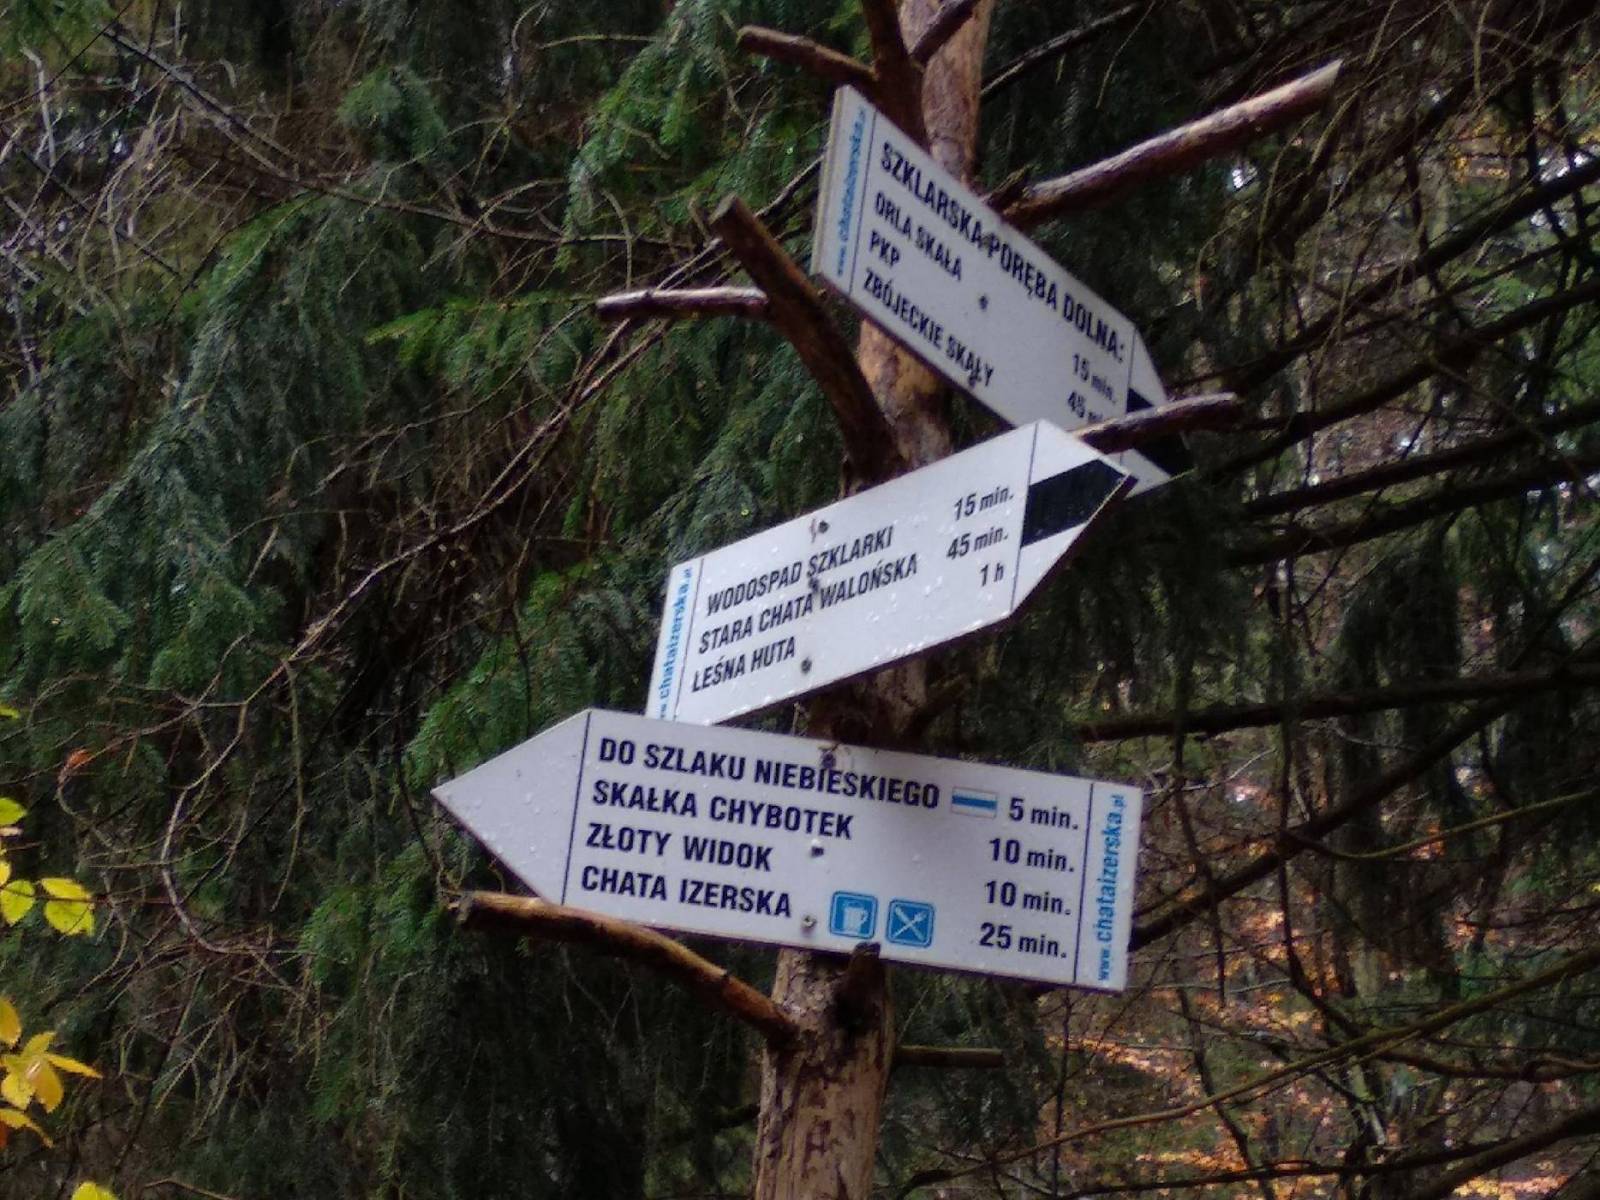 www.chataizerska.pl
SZKLARSKA PORĘBA DOLNA:
ORLA SKAŁA 15 min.
PKP 45
ZBÓJECKIE SKAŁY
www.chataizerska.pl
WODOSPAD SZKLARKI 15 min.
STARA CHATA WALOŃSKA 45 min.
LEŚNA HUTA 1 h
DO SZLAKU NIEBIESKIEGO 5 min.
SKAŁKA CHYBOTEK 10 min.
ZŁOTY WIDOK 10 min.
CHATA IZERSKA 25 min.
www.chataizerska.pl